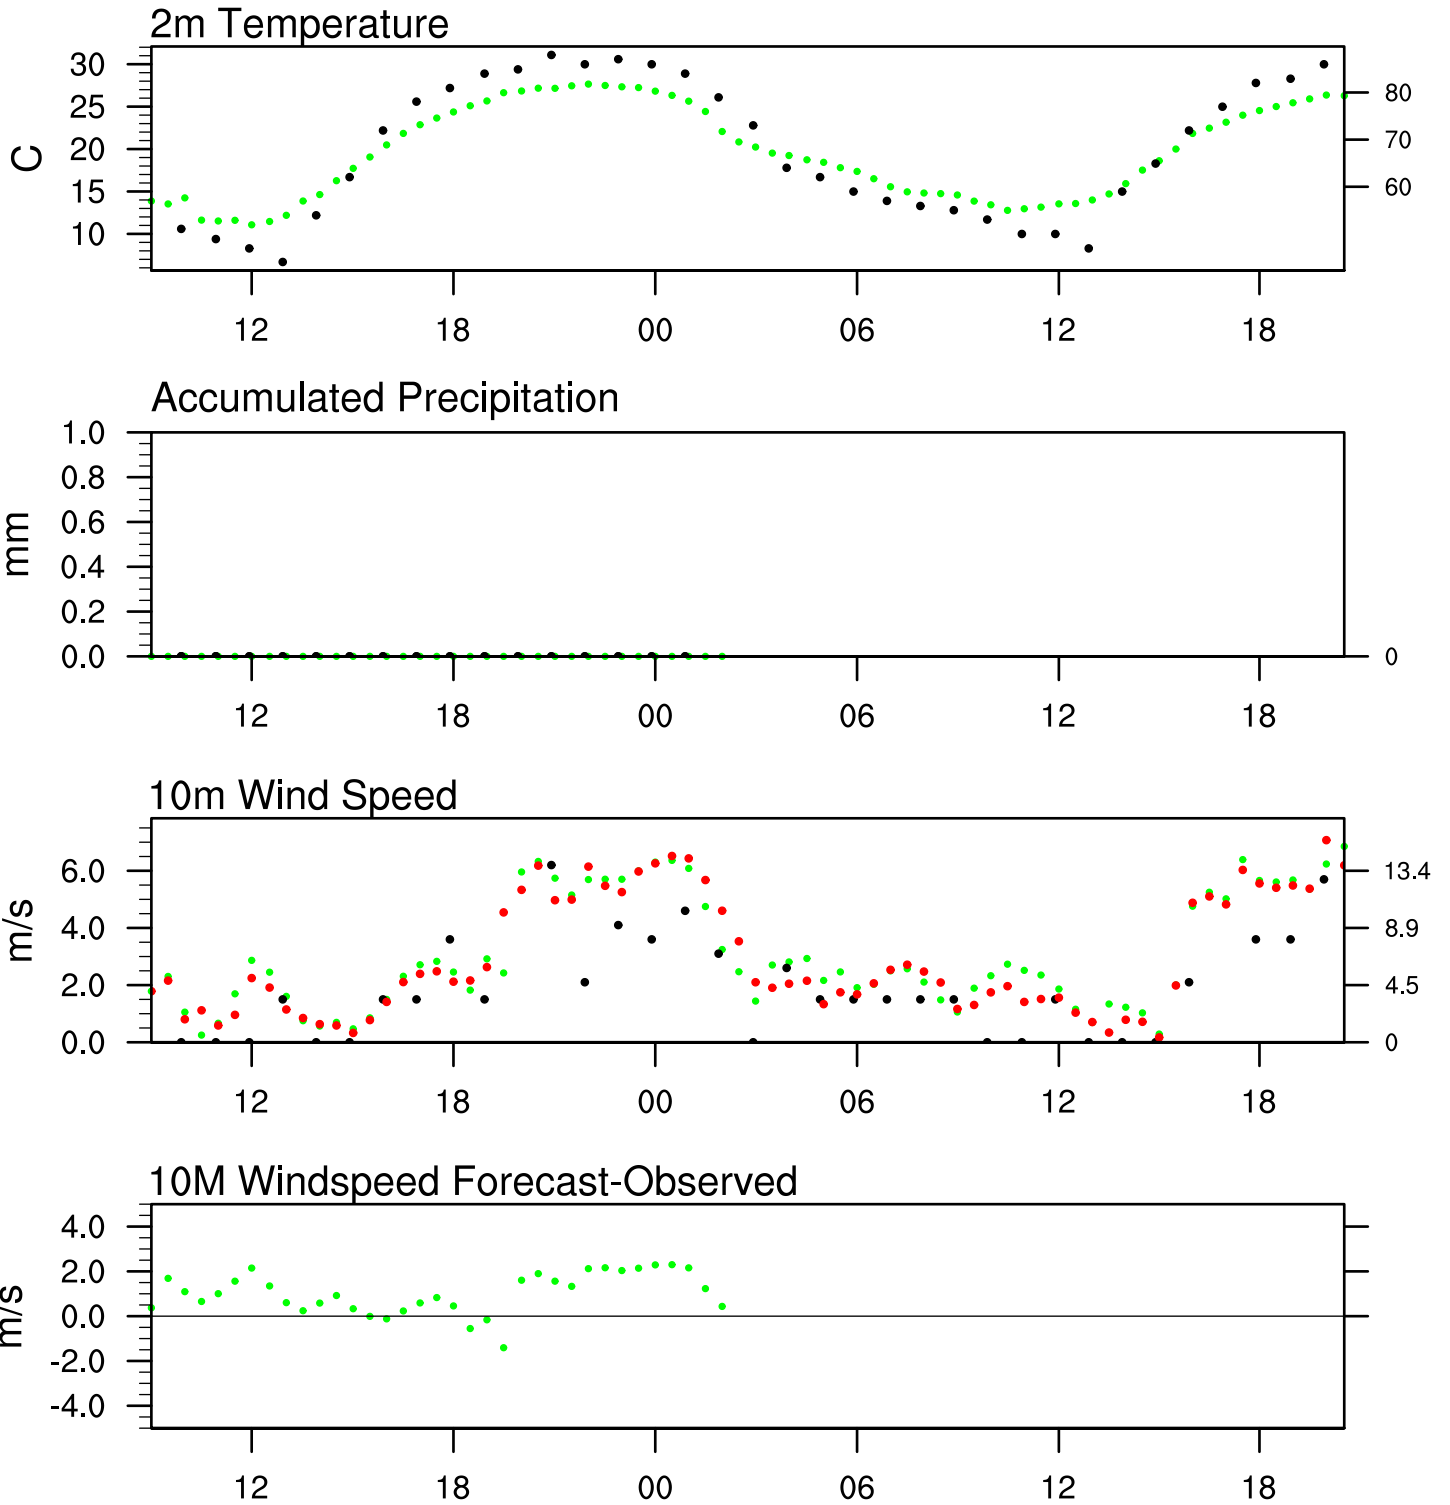 2m Temperature
30
25
20
15
10
C
80
70
60
12 18 00 06 12 18
Accumulated Precipitation
1.0
0.8
0.6
0.4
0.2
0.0
mm
0
12 18 00 06 12 18
10m Wind Speed
6.0
4.0
2.0
0.0
m/s
13.4
8.9
4.5
0
12 18 00 06 12 18
10M Windspeed Forecast-Observed
4.0
2.0
0.0
-2.0
-4.0
m/s
12 18 00 06 12 18